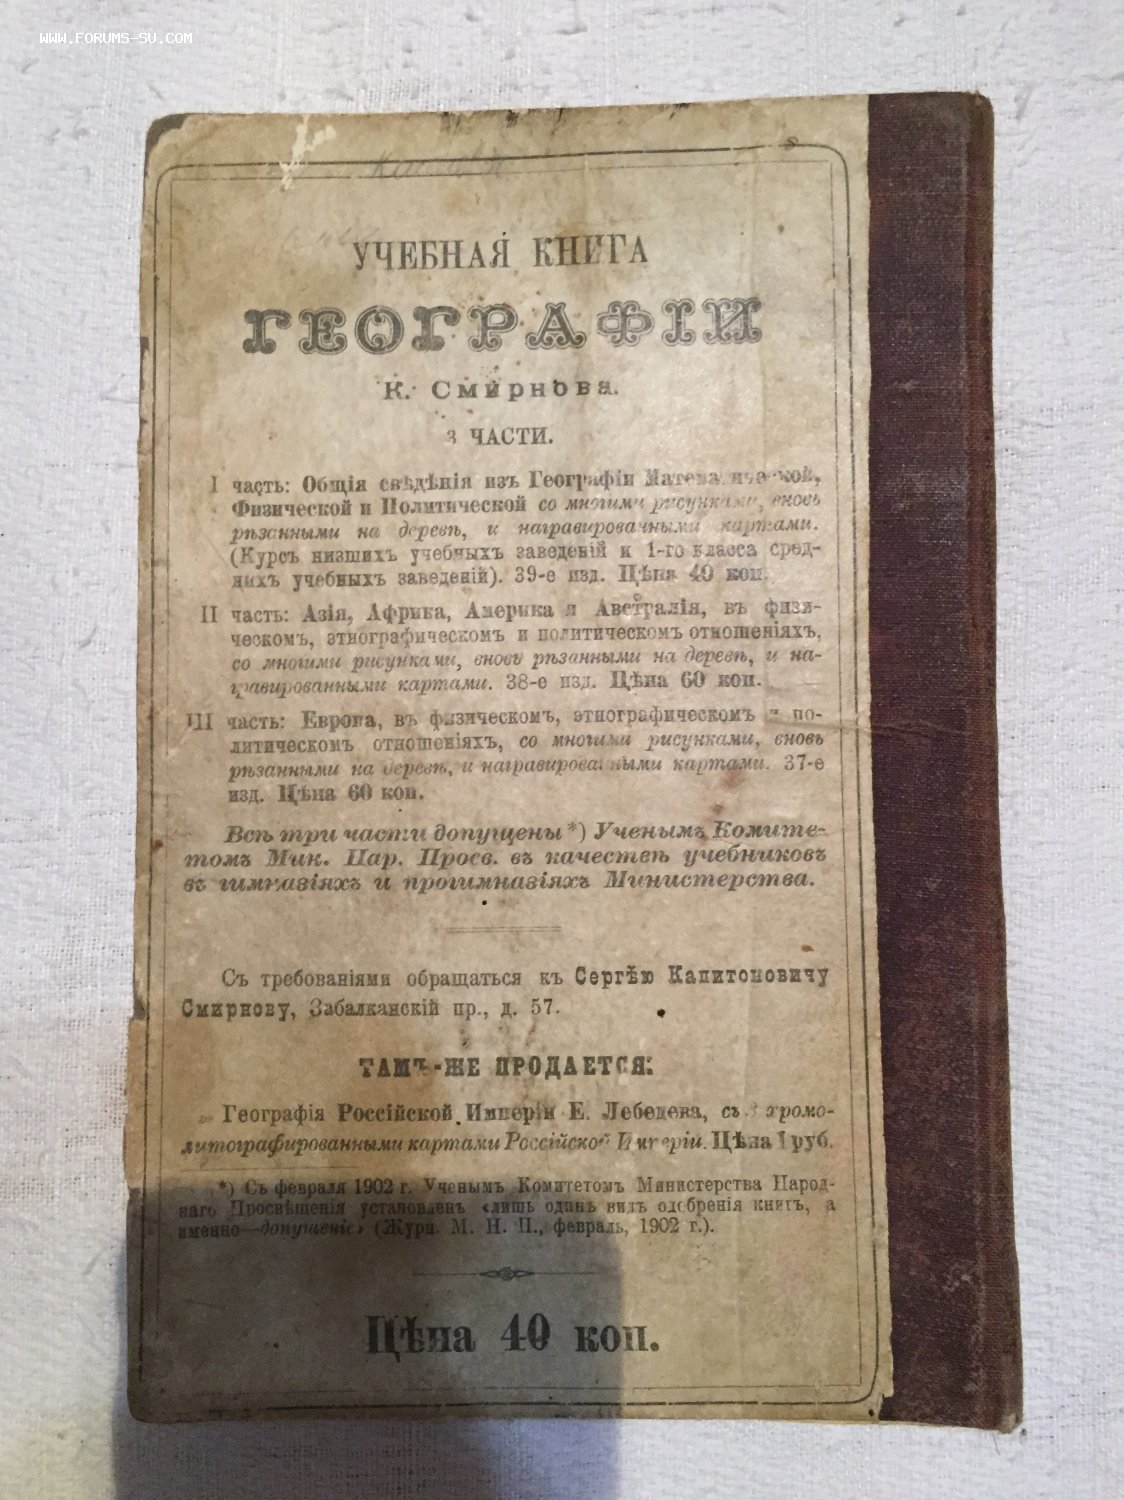 WWW.FORUMS-SU.COM
УЧЕБНАЯ КНИГА
ГЕОГРАФІИ
К. Смирнова.
3 ЧАСТИ.
I часть: Общія свѣдѣнія изъ Географіи Математической,
Физической и Политической со многими рисунками, вновь
рѣзанными на деревѣ, и награвированными картами.
(Курсъ низшихъ учебныхъ заведеній и 1-го класса сред-
нихъ учебныхъ заведеній). 39-е изд. Цѣна 40 коп.
II часть: Азія, Африка, Америка и Австралія, въ физи-
ческомъ, этнографическомъ и политическомъ отношеніяхъ,
со многими рисунками, вновь рѣзанными на деревѣ, и на-
гравированными картами. 38-е изд. Цѣна 60 коп.
III часть: Европа, въ физическомъ, этнографическомъ и по-
литическомъ отношеніяхъ, со многими рисунками, вновь
рѣзанными на деревѣ, и награвированными картами. 37-е
изд. Цѣна 60 коп.
Всѣ три части допущены*) Ученымъ Комите-
томъ Мин. Нар. Просв. въ качествѣ учебниковъ
въ гимназіяхъ и прогимназіяхъ Министерства.
Съ требованіями обращаться къ Сергѣю Капитоновичу
Смирнову, Забалканскій пр., д. 57.
ТАМЪ-ЖЕ ПРОДАЕТСЯ:
Географія Россійской Имперіи Е. Лебедева, съ 3 хромо-
литографированными картами Россійской Имперіи. Цѣна 1 руб.
*) Съ февраля 1902 г. Ученымъ Комитетомъ Министерства Народ-
наго Просвѣщенія установленъ «лишь одинъ видъ одобренія книгъ, а
именно—допущеніе» (Журн. М. Н. П., февраль, 1902 г.).
Цѣна 40 коп.